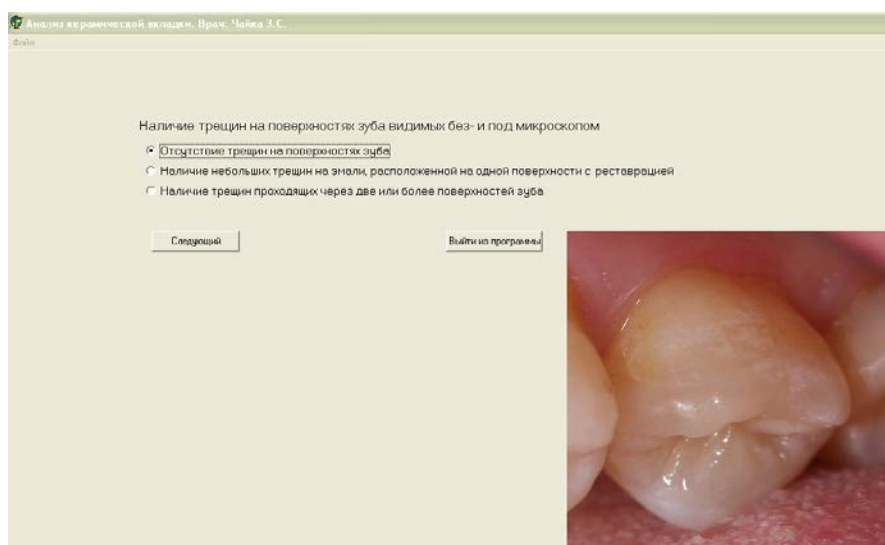 Анализ керамической вкладки. Врач: Чайка З.С.
Файл
Наличие трещин на поверхностях зуба видимых без- и под микроскопом
Отсутствие трещин на поверхностях зуба
Наличие небольших трещин на эмали, расположенной на одной поверхности с реставрацией
Наличие трещин проходящих через две или более поверхностей зуба
Следующий
Выйти из программы